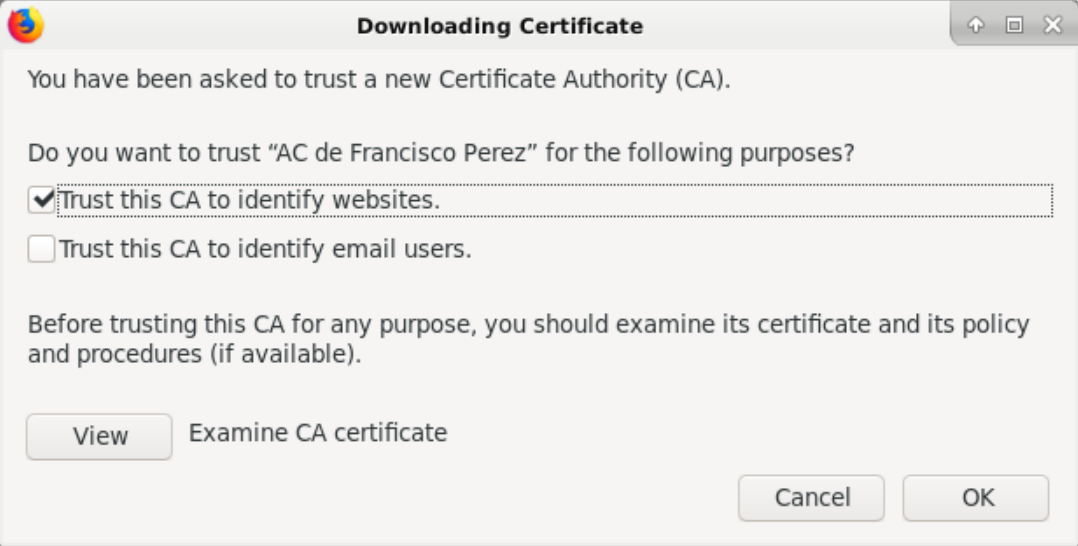 Downloading Certificate
You have been asked to trust a new Certificate Authority (CA).
Do you want to trust “AC de Francisco Perez” for the following purposes?
Trust this CA to identify websites.
Trust this CA to identify email users.
Before trusting this CA for any purpose, you should examine its certificate and its policy
and procedures (if available).
View Examine CA certificate
Cancel OK